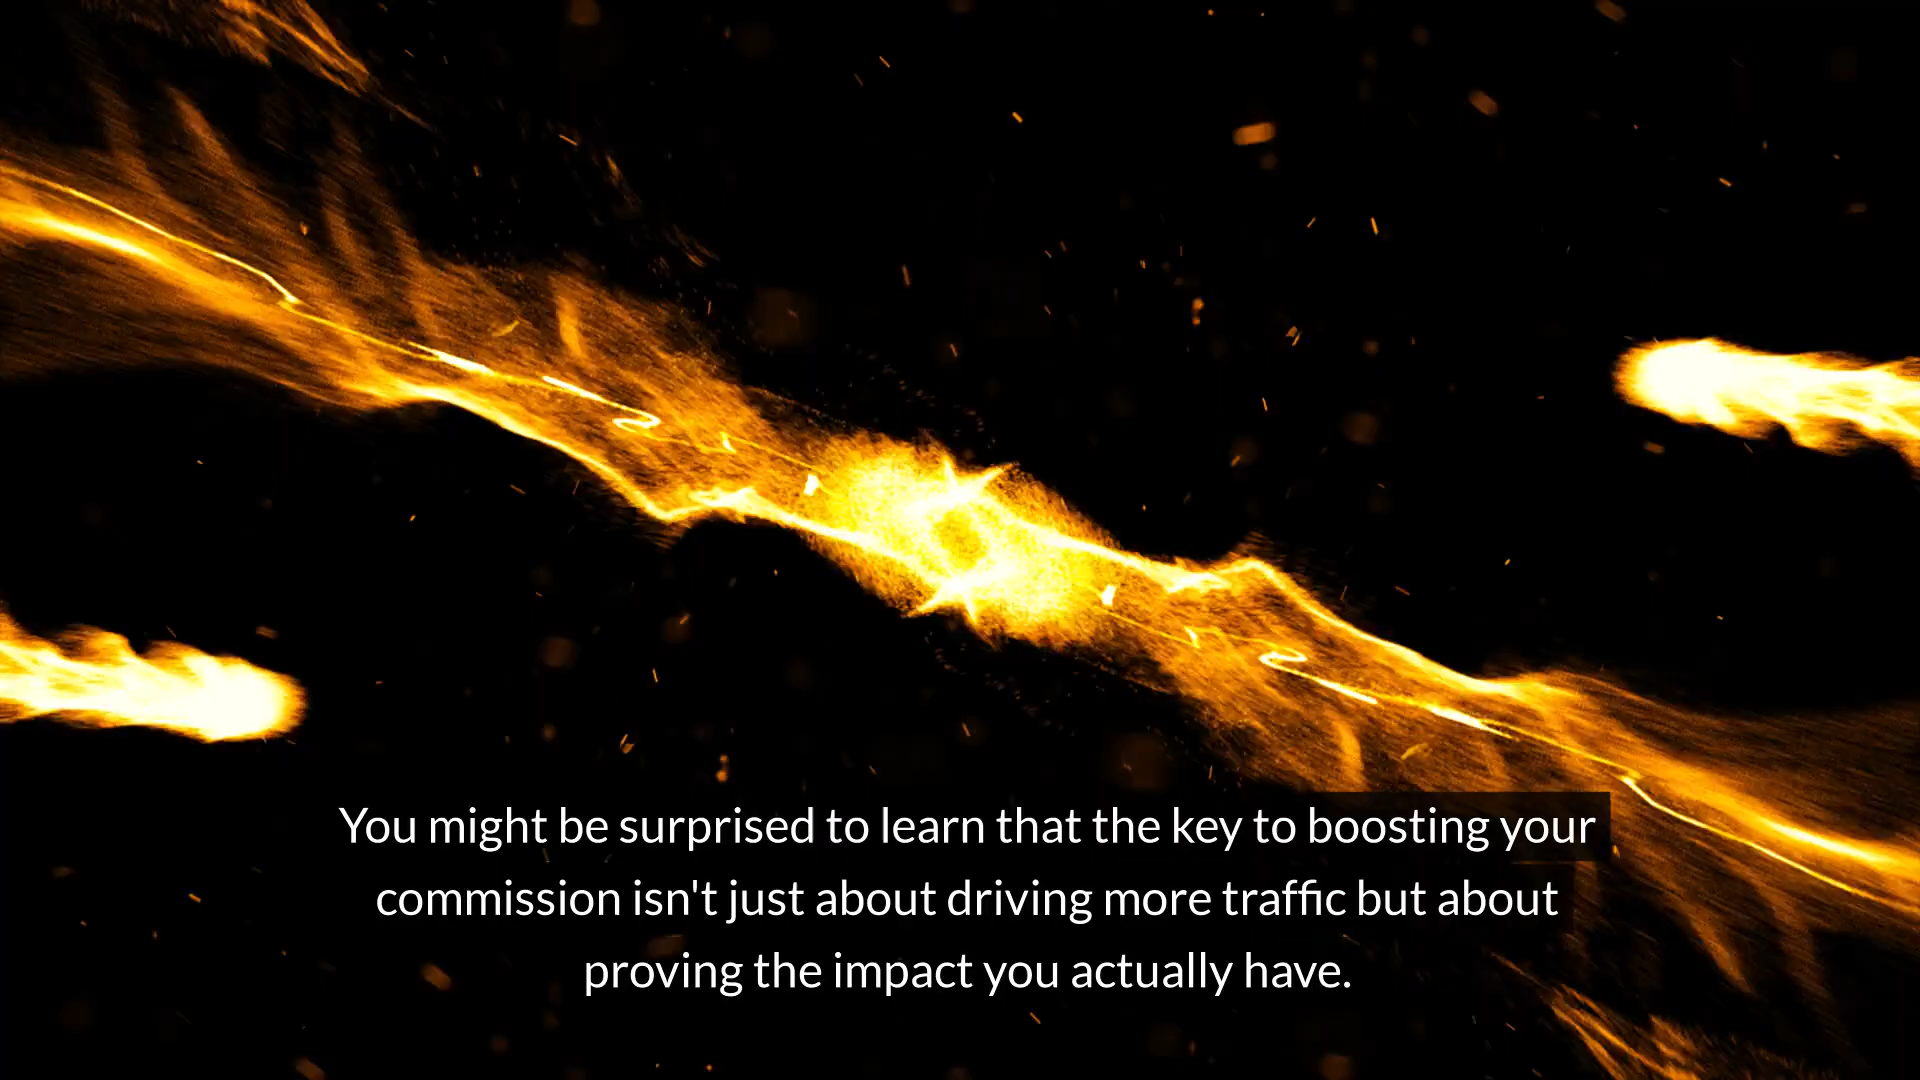 You might be surprised to learn that the key to boosting your
commission isn't just about driving more traffic but about
proving the impact you actually have.